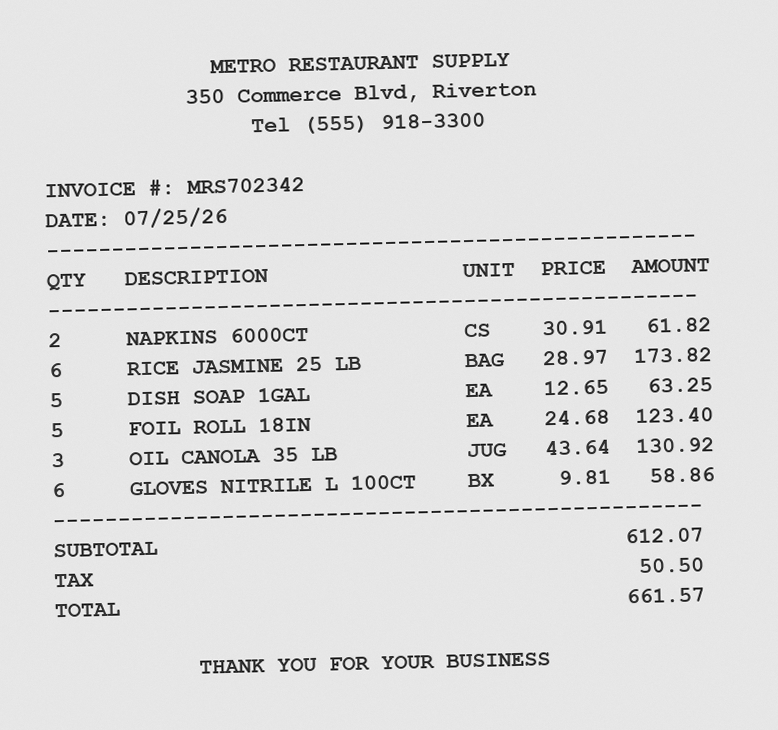 METRO RESTAURANT SUPPLY
350 Commerce Blvd, Riverton
Tel (555) 918-3300
INVOICE #: MRS702342
DATE: 07/25/26
QTY DESCRIPTION UNIT PRICE AMOUNT
2 NAPKINS 6000CT CS 30.91 61.82
6 RICE JASMINE 25 LB BAG 28.97 173.82
5 DISH SOAP 1GAL EA 12.65 63.25
5 FOIL ROLL 18IN EA 24.68 123.40
3 OIL CANOLA 35 LB JUG 43.64 130.92
6 GLOVES NITRILE L 100CT BX 9.81 58.86
SUBTOTAL 612.07
TAX 50.50
TOTAL 661.57
THANK YOU FOR YOUR BUSINESS